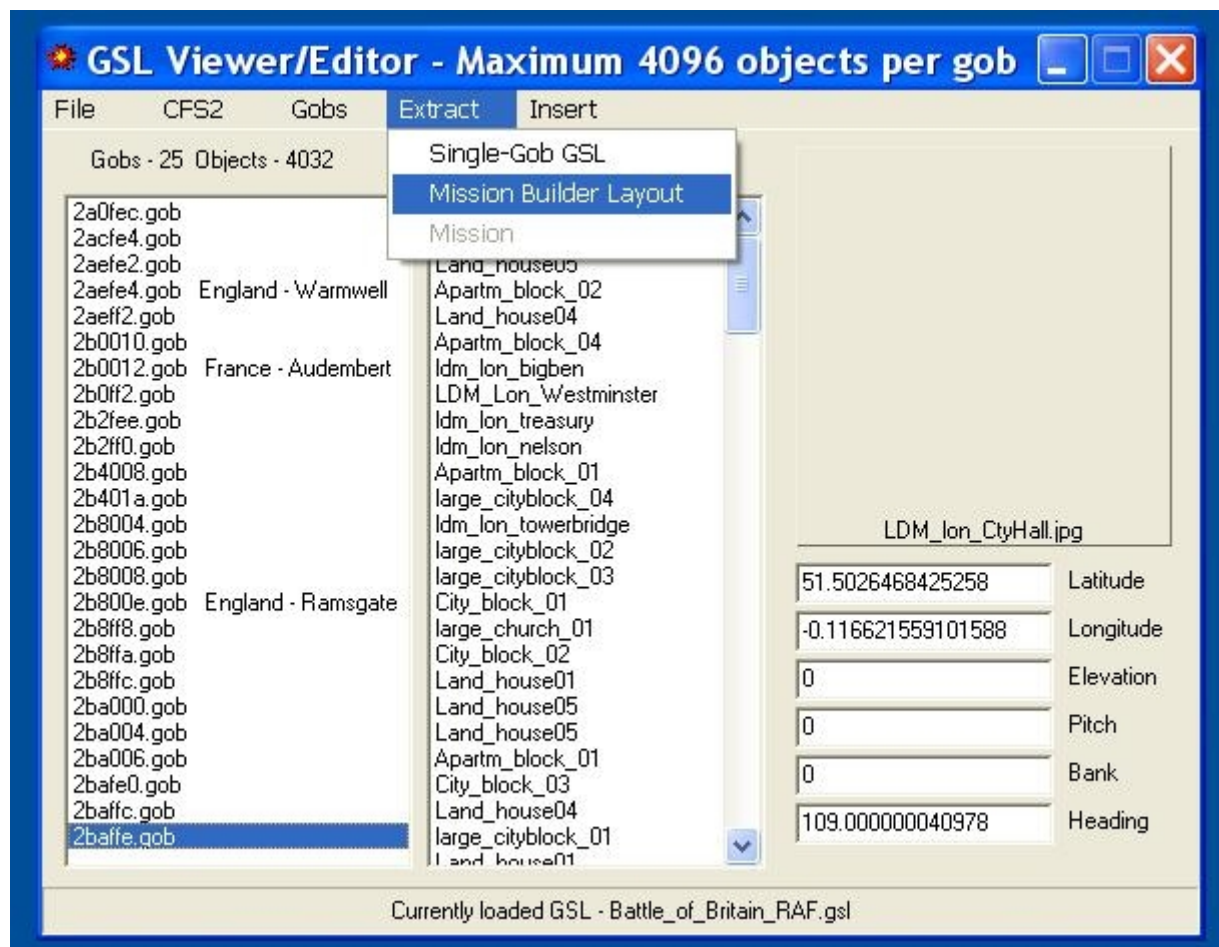 GSL Viewer/Editor - Maximum 4096 objects per gob
File CFS2 Gobs Extract Insert
Single-Gob GSL
Mission Builder Layout
Mission
Gobs - 25 Objects - 4032
2a0fec.gob
2acfe4.gob
2aefe2.gob
2aefe4.gob England - Warmwell
2aeff2.gob
2b0010.gob
2b0012.gob France - Audembert
2b0ff2.gob
2b2fee.gob
2b2ff0.gob
2b4008.gob
2b401a.gob
2b8004.gob
2b8006.gob
2b8008.gob
2b800e.gob England - Ramsgate
2b8ff8.gob
2b8ffa.gob
2b8ffc.gob
2ba000.gob
2ba004.gob
2ba006.gob
2bafe0.gob
2baffc.gob
2baffe.gob
Land_house05
Apartm_block_02
Land_house04
Apartm_block_04
ldm_lon_bigben
LDM_Lon_Westminster
ldm_lon_treasury
ldm_lon_nelson
Apartm_block_01
large_cityblock_04
ldm_lon_towerbridge
large_cityblock_02
large_cityblock_03
City_block_01
large_church_01
City_block_02
Land_house01
Land_house05
Land_house05
Apartm_block_01
City_block_03
Land_house04
large_cityblock_01
Land_house01
LDM_lon_CtyHall.jpg
51.5026468425258 Latitude
-0.116621559101588 Longitude
0 Elevation
0 Pitch
0 Bank
109.000000040978 Heading
Currently loaded GSL - Battle_of_Britain_RAF.gsl